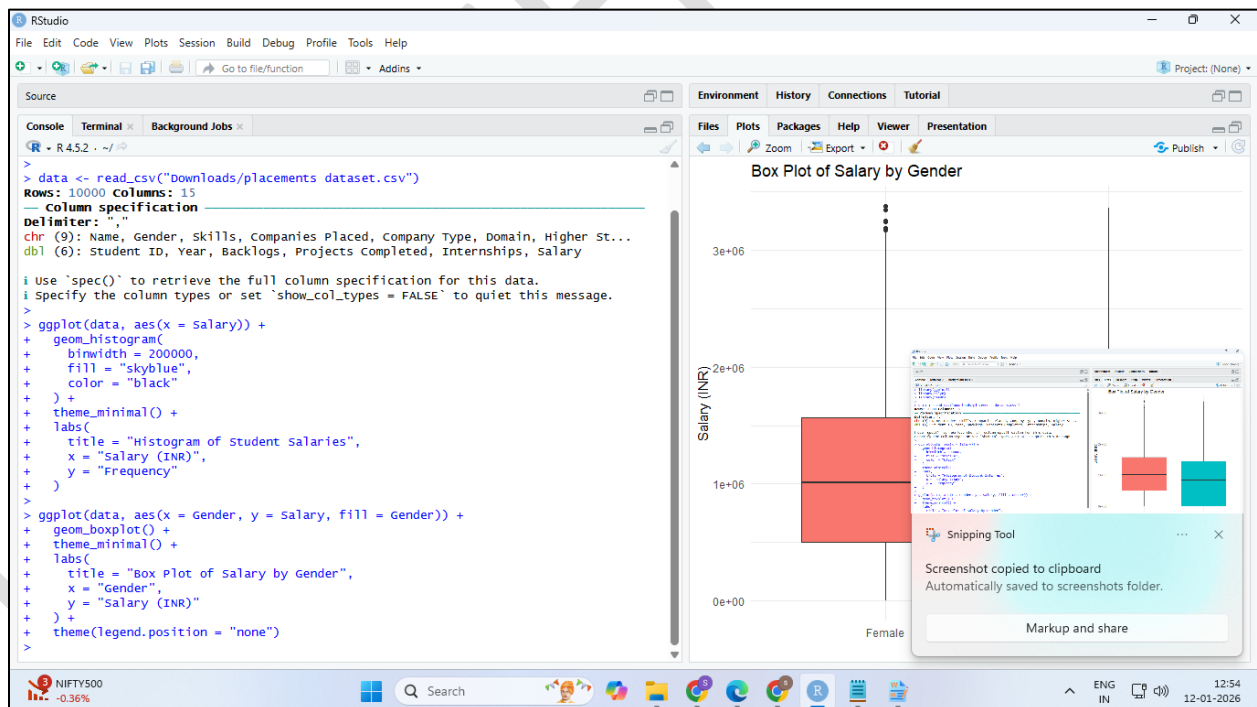 RStudio
File Edit Code View Plots Session Build Debug Profile Tools Help
Go to file/function Addins Project: (None)
Source
Console Terminal Background Jobs
R 4.5.2 · ~/
>
> data <- read_csv("Downloads/placements dataset.csv")
Rows: 10000 Columns: 15
── Column specification ──
Delimiter: ","
chr (9): Name, Gender, Skills, Companies Placed, Company Type, Domain, Higher St...
dbl (6): Student ID, Year, Backlogs, Projects Completed, Internships, Salary
i Use `spec()` to retrieve the full column specification for this data.
i Specify the column types or set `show_col_types = FALSE` to quiet this message.
>
> ggplot(data, aes(x = Salary)) +
+ geom_histogram(
+ binwidth = 200000,
+ fill = "skyblue",
+ color = "black"
+ ) +
+ theme_minimal() +
+ labs(
+ title = "Histogram of Student Salaries",
+ x = "Salary (INR)",
+ y = "Frequency"
+ )
>
> ggplot(data, aes(x = Gender, y = Salary, fill = Gender)) +
+ geom_boxplot() +
+ theme_minimal() +
+ labs(
+ title = "Box Plot of Salary by Gender",
+ x = "Gender",
+ y = "Salary (INR)"
+ ) +
+ theme(legend.position = "none")
>
Environment History Connections Tutorial
Files Plots Packages Help Viewer Presentation
Zoom Export Publish
Box Plot of Salary by Gender
3e+06
2e+06
1e+06
0e+00
Salary (INR)
Female
Snipping Tool
Screenshot copied to clipboard
Automatically saved to screenshots folder.
Markup and share
3
NIFTY500
-0.36%
Search
ENG
IN
12:54
12-01-2026